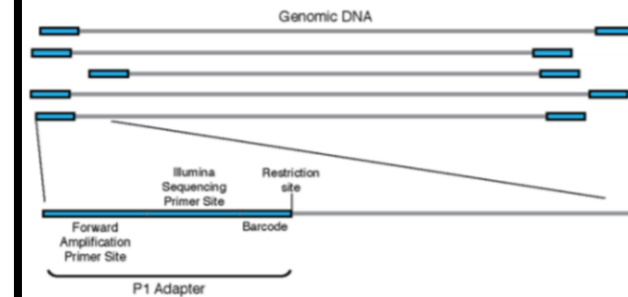 Genomic DNA
Illumina
Sequencing
Primer Site
Restriction
site
Forward
Amplification
Primer Site
Barcode
P1 Adapter